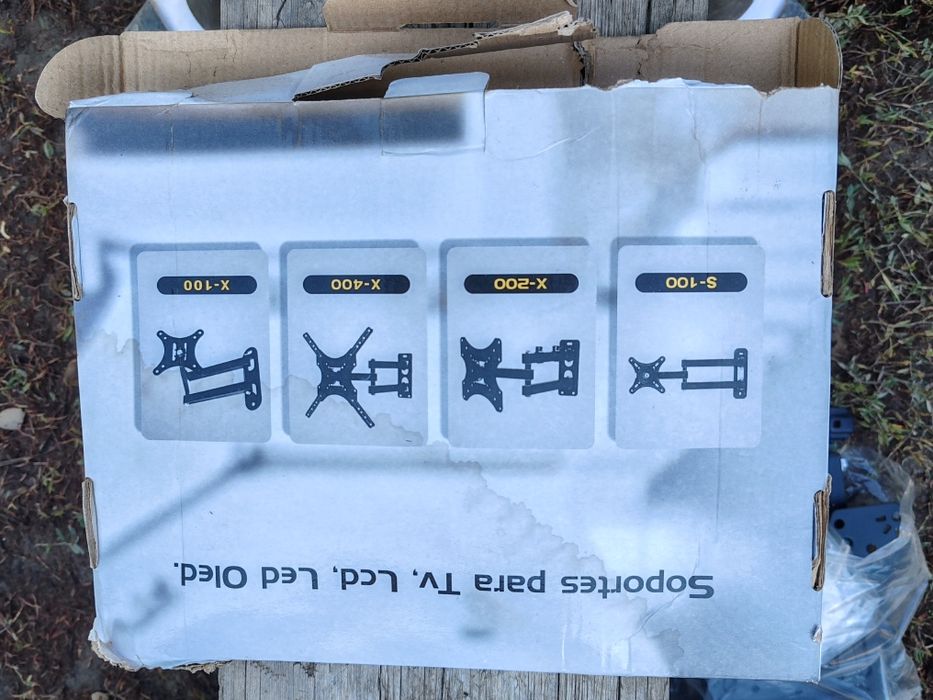 Soportes para Tv, Lcd, Led Oled.
S-100
X-200
X-400
X-100